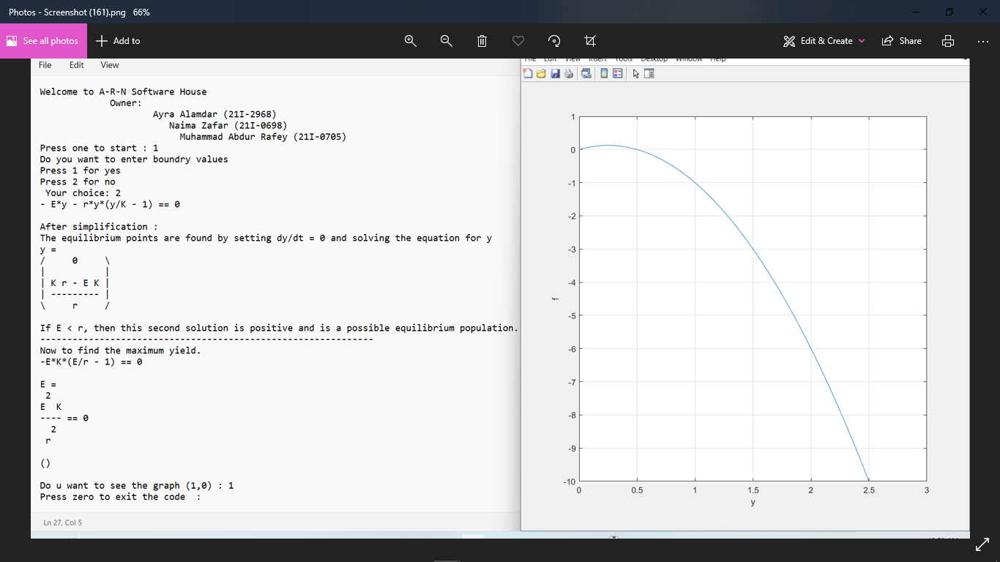 Photos - Screenshot (161).png 66%
See all photos
Add to
Edit & Create
Share
File Edit View
File Edit View Insert Tools Desktop Window Help
Welcome to A-R-N Software House
Owner:
Ayra Alamdar (21I-2968)
Naima Zafar (21I-0698)
Muhammad Abdur Rafey (21I-0705)
Press one to start : 1
Do you want to enter boundry values
Press 1 for yes
Press 2 for no
Your choice: 2
- E*y - r*y*(y/K - 1) == 0
After simplification :
The equilibrium points are found by setting dy/dt = 0 and solving the equation for y
y =
/ 0 \
| |
| K r - E K |
| --------- |
\ r /
If E < r, then this second solution is positive and is a possible equilibrium population.
--------------------------------------------------------------
Now to find the maximum yield.
-E*K*(E/r - 1) == 0
E =
2
E K
---- == 0
2
r
()
Do u want to see the graph (1,0) : 1
Press zero to exit the code :
Ln 27, Col 5
1
0
-1
-2
-3
-4
-5
-6
-7
-8
-9
-10
f
0 0.5 1 1.5 2 2.5 3
y